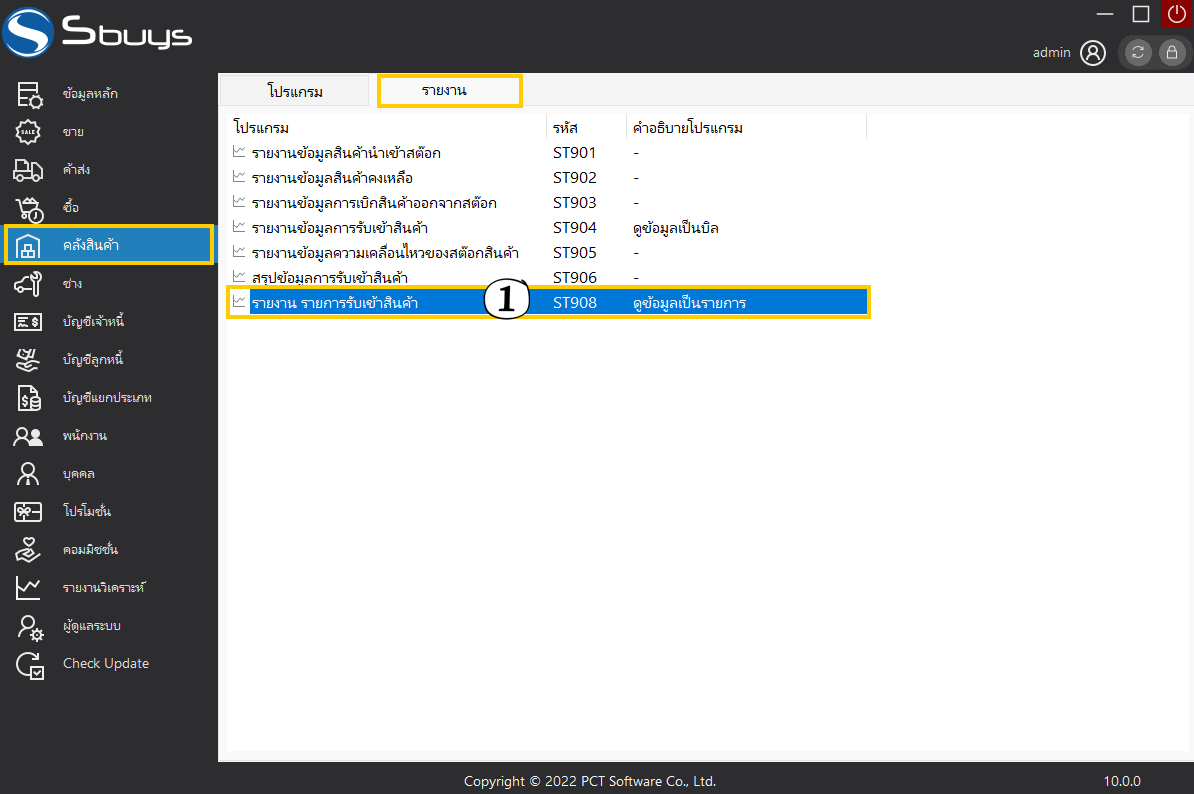 Sbuys
admin
ข้อมูลหลัก
ขาย
SALE
ค้าส่ง
ซื้อ
คลังสินค้า
ช่าง
บัญชีเจ้าหนี้
บัญชีลูกหนี้
บัญชีแยกประเภท
พนักงาน
บุคคล
โปรโมชั่น
คอมมิชชั่น
รายงานวิเคราะห์
ผู้ดูแลระบบ
Check Update
โปรแกรม รายงาน
โปรแกรม รหัส คำอธิบายโปรแกรม
รายงานข้อมูลสินค้านำเข้าสต๊อก ST901 -
รายงานข้อมูลสินค้าคงเหลือ ST902 -
รายงานข้อมูลการเบิกสินค้าออกจากสต๊อก ST903 -
รายงานข้อมูลการรับเข้าสินค้า ST904 ดูข้อมูลเป็นบิล
รายงานข้อมูลความเคลื่อนไหวของสต๊อกสินค้า ST905 -
สรุปข้อมูลการรับเข้าสินค้า ST906 -
รายงาน รายการรับเข้าสินค้า 1 ST908 ดูข้อมูลเป็นรายการ
Copyright © 2022 PCT Software Co., Ltd. 10.0.0